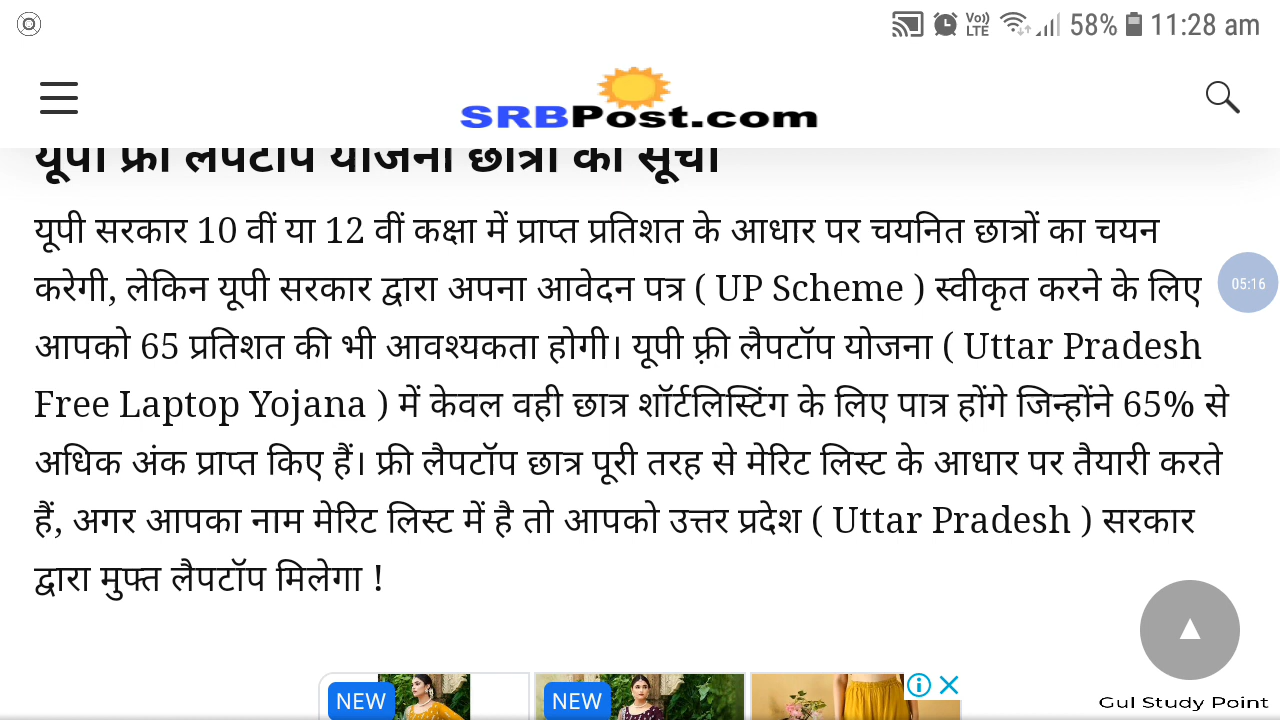 58% 11:28 am
SRBPost.com
यूपी फ्री लैपटॉप योजना छात्रों की सूची
यूपी सरकार 10 वीं या 12 वीं कक्षा में प्राप्त प्रतिशत के आधार पर चयनित छात्रों का चयन
करेगी, लेकिन यूपी सरकार द्वारा अपना आवेदन पत्र ( UP Scheme ) स्वीकृत करने के लिए
05:16
आपको 65 प्रतिशत की भी आवश्यकता होगी। यूपी फ़्री लैपटॉप योजना ( Uttar Pradesh
Free Laptop Yojana ) में केवल वही छात्र शॉर्टलिस्टिंग के लिए पात्र होंगे जिन्होंने 65% से
अधिक अंक प्राप्त किए हैं। फ्री लैपटॉप छात्र पूरी तरह से मेरिट लिस्ट के आधार पर तैयारी करते
हैं, अगर आपका नाम मेरिट लिस्ट में है तो आपको उत्तर प्रदेश ( Uttar Pradesh ) सरकार
द्वारा मुफ्त लैपटॉप मिलेगा !
Gul Study Point
NEW NEW